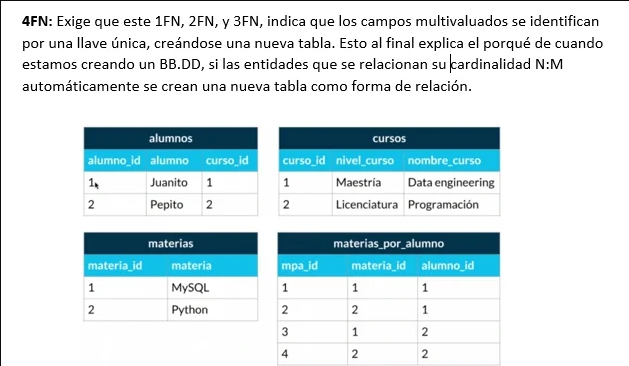 4FN: Exige que este 1FN, 2FN, y 3FN, indica que los campos multivaluados se identifican
por una llave única, creándose una nueva tabla. Esto al final explica el porqué de cuando
estamos creando un BB.DD, si las entidades que se relacionan su cardinalidad N:M
automáticamente se crean una nueva tabla como forma de relación.
alumnos
alumno_id alumno curso_id
1 Juanito 1
2 Pepito 2
cursos
curso_id nivel_curso nombre_curso
1 Maestría Data engineering
2 Licenciatura Programación
materias
materia_id materia
1 MySQL
2 Python
materias_por_alumno
mpa_id materia_id alumno_id
1 1 1
2 2 1
3 1 2
4 2 2